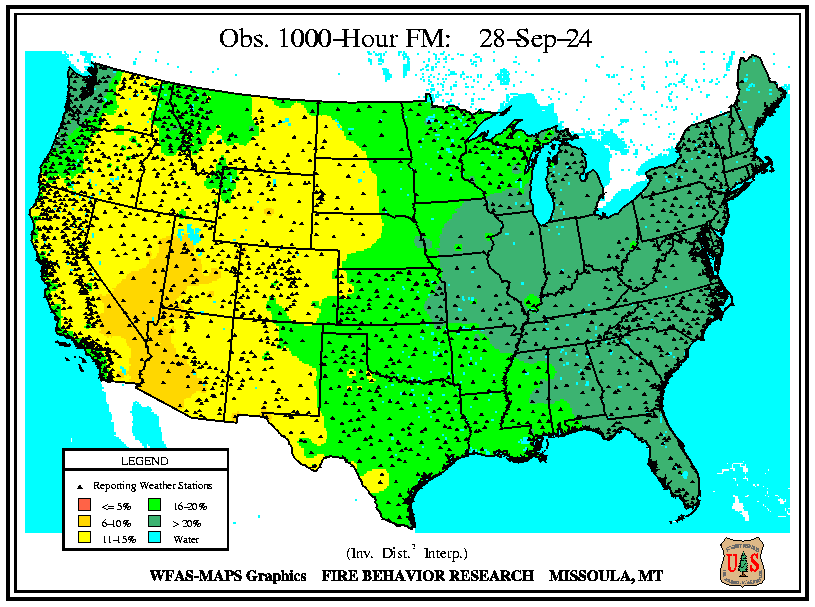 Obs. 1000-Hour FM: 28-Sep-24
LEGEND
Reporting Weather Stations
<= 5% 16-20%
6-10% > 20%
11-15% Water
(Inv. Dist.² Interp.)
WFAS-MAPS Graphics FIRE BEHAVIOR RESEARCH MISSOULA, MT
U S